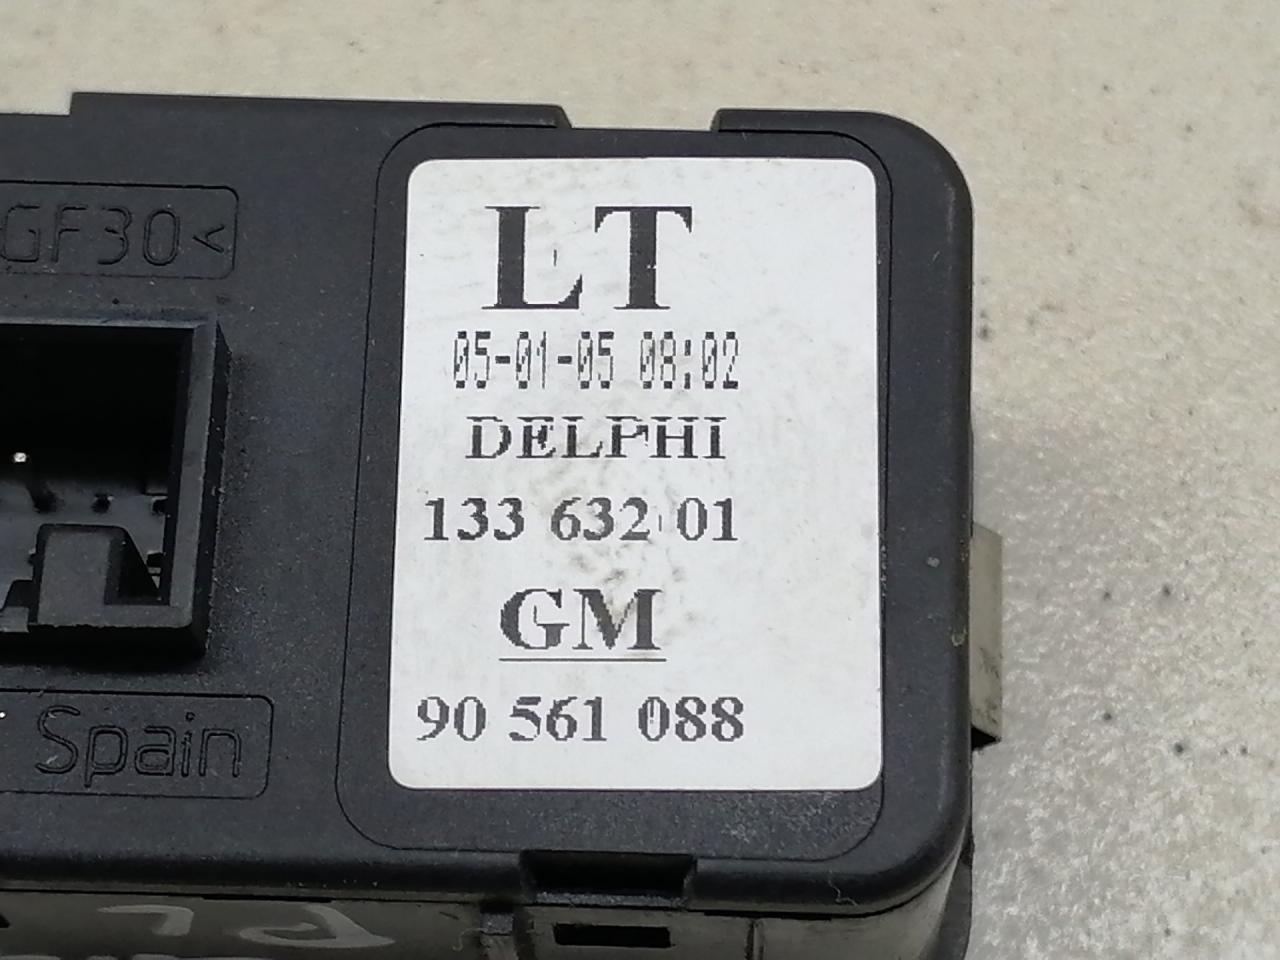 GF30<
LT
05-01-05 08:02
DELPHI
133 632 01
GM
90 561 088
Spain